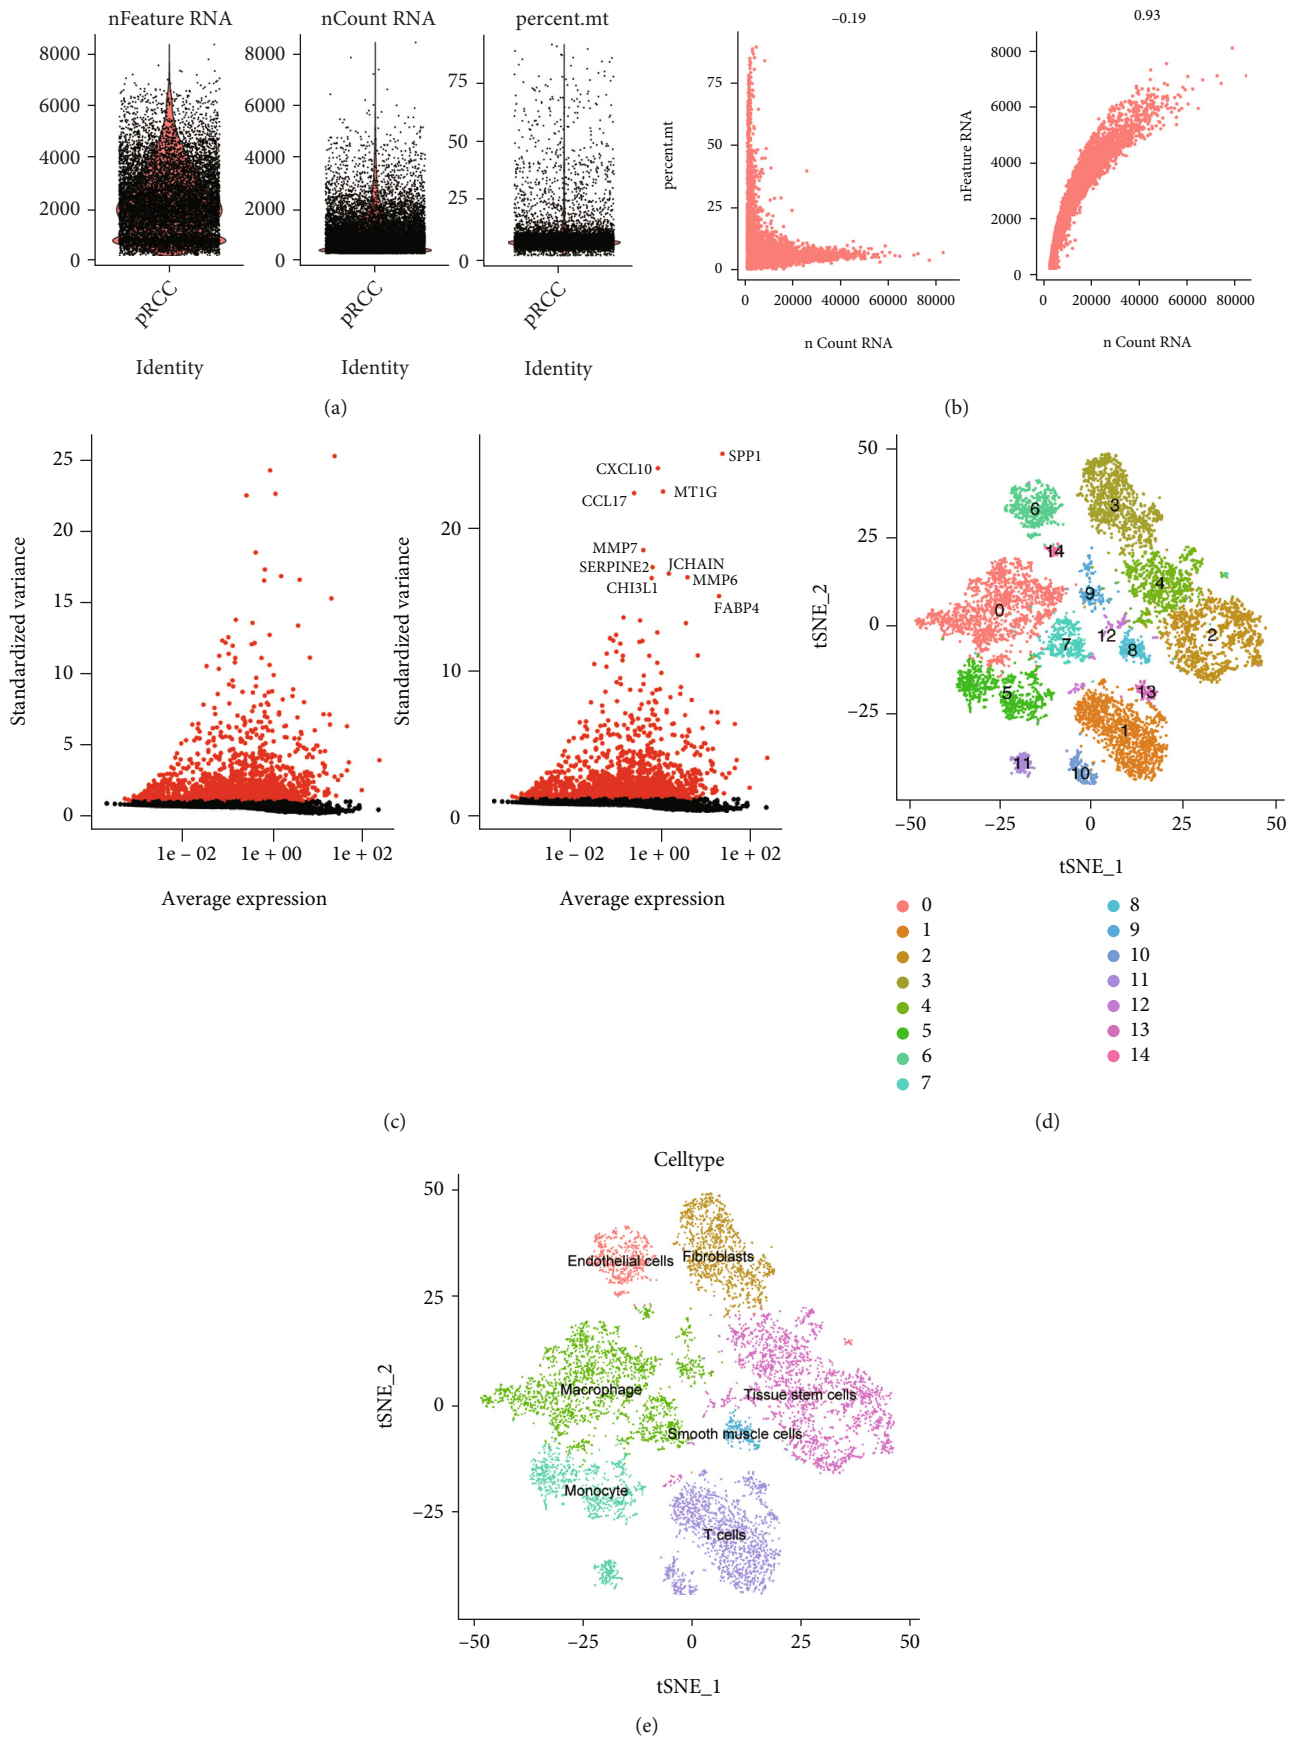 nFeature RNA
8000
6000
4000
2000
0
pRCC
Identity
nCount RNA
8000
6000
4000
2000
0
pRCC
Identity
percent.mt
75
50
25
0
pRCC
Identity
(a)
–0.19
percent.mt
75
50
25
0
0 20000 40000 60000 80000
n Count RNA
0.93
nFeature RNA
8000
6000
4000
2000
0
0 20000 40000 60000 80000
n Count RNA
(b)
Standardized variance
25
20
15
10
5
0
1e – 02 1e + 00 1e + 02
Average expression
Standardized variance
20
10
0
SPP1
CXCL10
MT1G
CCL17
MMP7
JCHAIN
SERPINE2
MMP6
CHI3L1
FABP4
1e – 02 1e + 00 1e + 02
Average expression
(c)
tSNE_2
50
25
0
–25
3
6
14
4
9
0
12
2
7
8
5
13
1
11
10
–50 –25 0 25 50
tSNE_1
0
1
2
3
4
5
6
7
8
9
10
11
12
13
14
(d)
Celltype
tSNE_2
50
25
0
–25
Endothelial cells
Fibroblasts
Macrophage
Tissue stem cells
Smooth muscle cells
Monocyte
T cells
–50 –25 0 25 50
tSNE_1
(e)